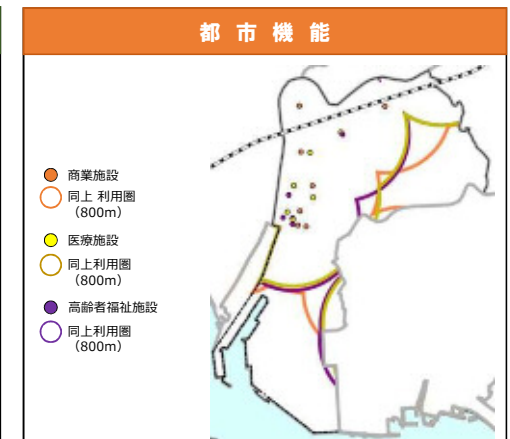 都市機能
商業施設
同上 利用圏
（800m）
医療施設
同上利用圏
（800m）
高齢者福祉施設
同上利用圏
（800m）